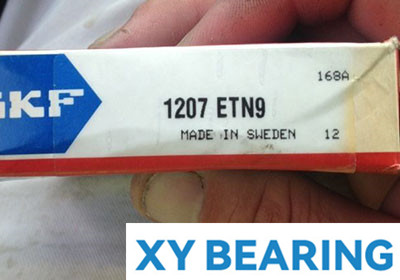 168A
SKF
1207 ETN9
MADE IN SWEDEN 12
XY BEARING